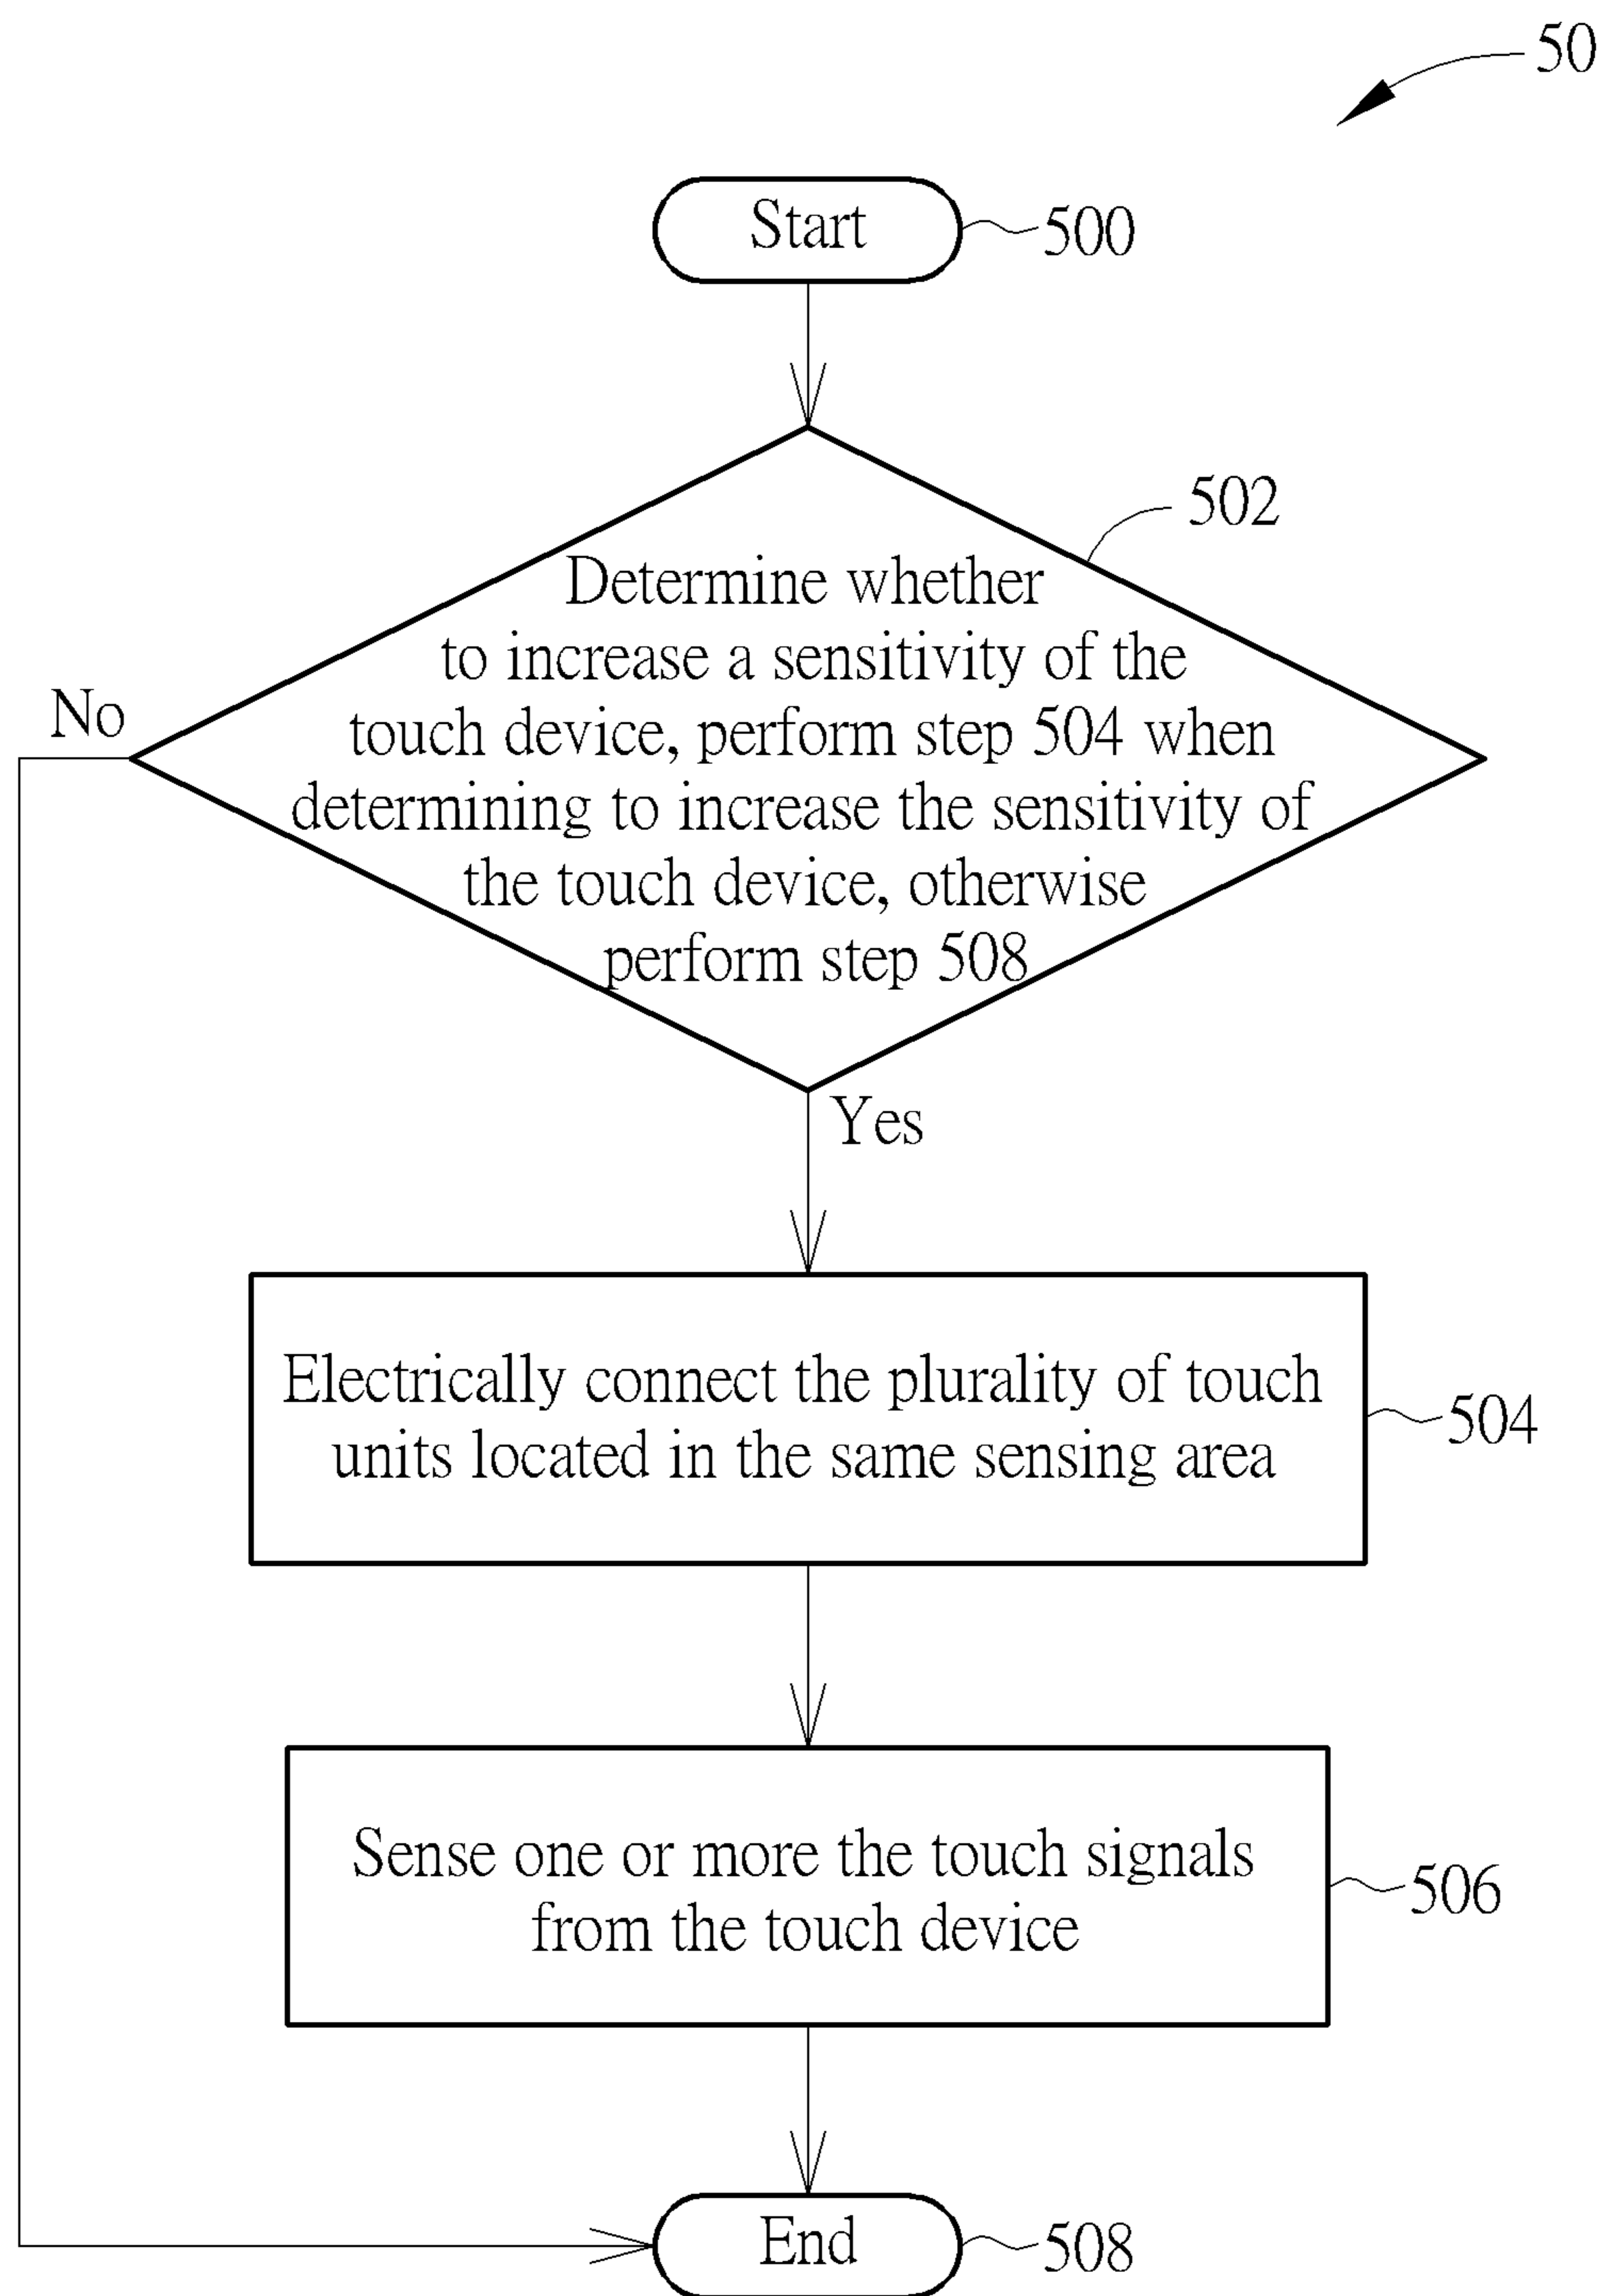 50
Start
500
502
Determine whether
to increase a sensitivity of the
touch device, perform step 504 when
determining to increase the sensitivity of
the touch device, otherwise
perform step 508
No
Yes
Electrically connect the plurality of touch
units located in the same sensing area
504
Sense one or more the touch signals
from the touch device
506
End
508